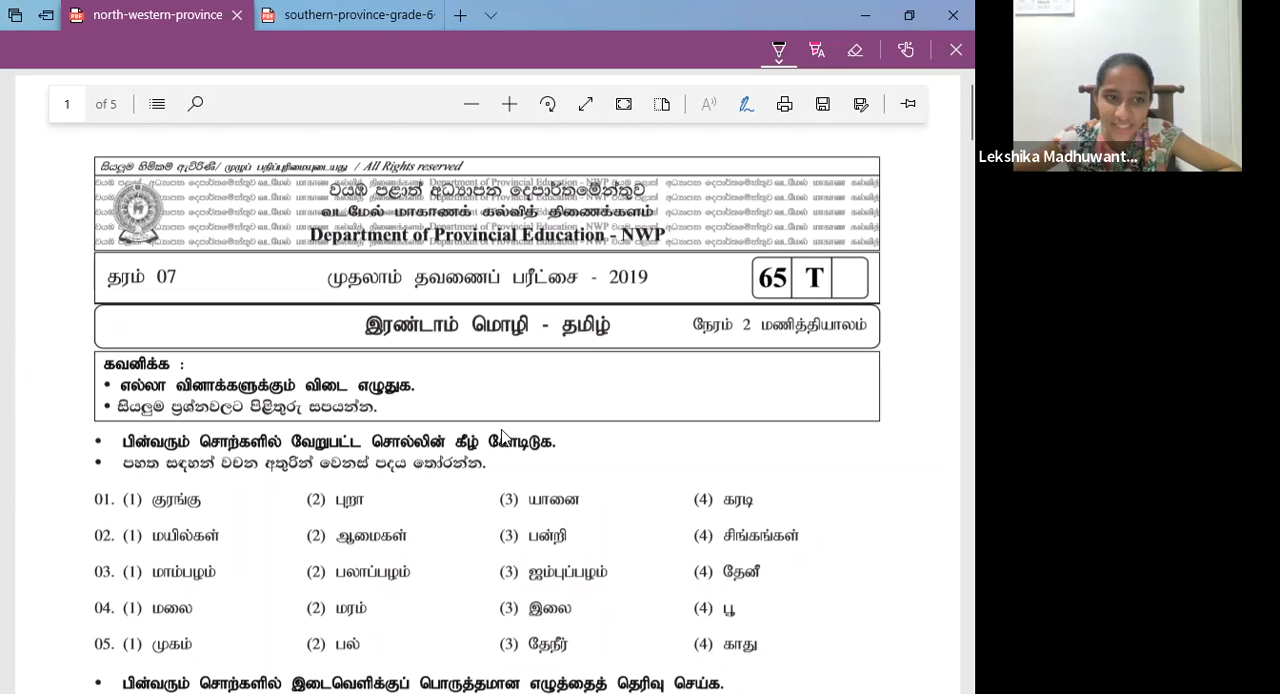 north-western-province
southern-province-grade-6
1 of 5
Lekshika Madhuwant...
සියලුම හිමිකම් ඇවිරිණි/ முழுப் பதிப்புரிமையுடையது / All Rights reserved
වයඹ පළාත් අධ්‍යාපන දෙපාර්තමේන්තුව
வட மேல் மாகாணக் கல்வித் திணைக்களம்
Department of Provincial Education - NWP
தரம் 07 முதலாம் தவணைப் பரீட்சை - 2019 65 T
இரண்டாம் மொழி - தமிழ் நேரம் 2 மணித்தியாலம்
கவனிக்க :
• எல்லா வினாக்களுக்கும் விடை எழுதுக.
• සියලුම ප්‍රශ්නවලට පිළිතුරු සපයන්න.
• பின்வரும் சொற்களில் வேறுபட்ட சொல்லின் கீழ் கோடிடுக.
• පහත සඳහන් වචන අතුරින් වෙනස් පදය තෝරන්න.
01. (1) குரங்கு (2) புறா (3) யானை (4) கரடி
02. (1) மயில்கள் (2) ஆமைகள் (3) பன்றி (4) சிங்கங்கள்
03. (1) மாம்பழம் (2) பலாப்பழம் (3) ஜம்புப்பழம் (4) தேனீ
04. (1) மலை (2) மரம் (3) இலை (4) பூ
05. (1) முகம் (2) பல் (3) தேநீர் (4) காது
• பின்வரும் சொற்களில் இடைவெளிக்குப் பொருத்தமான எழுத்தைத் தெரிவு செய்க.